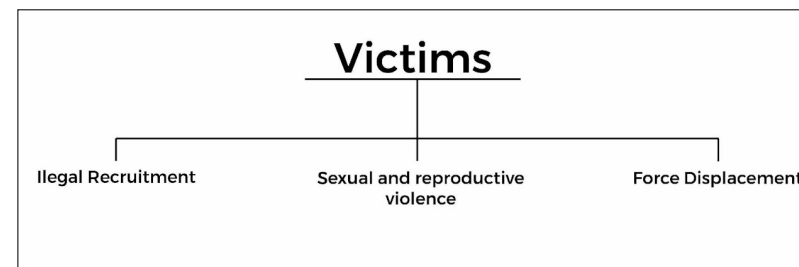 Victims
Ilegal Recruitment
Sexual and reproductive
violence
Force Displacement